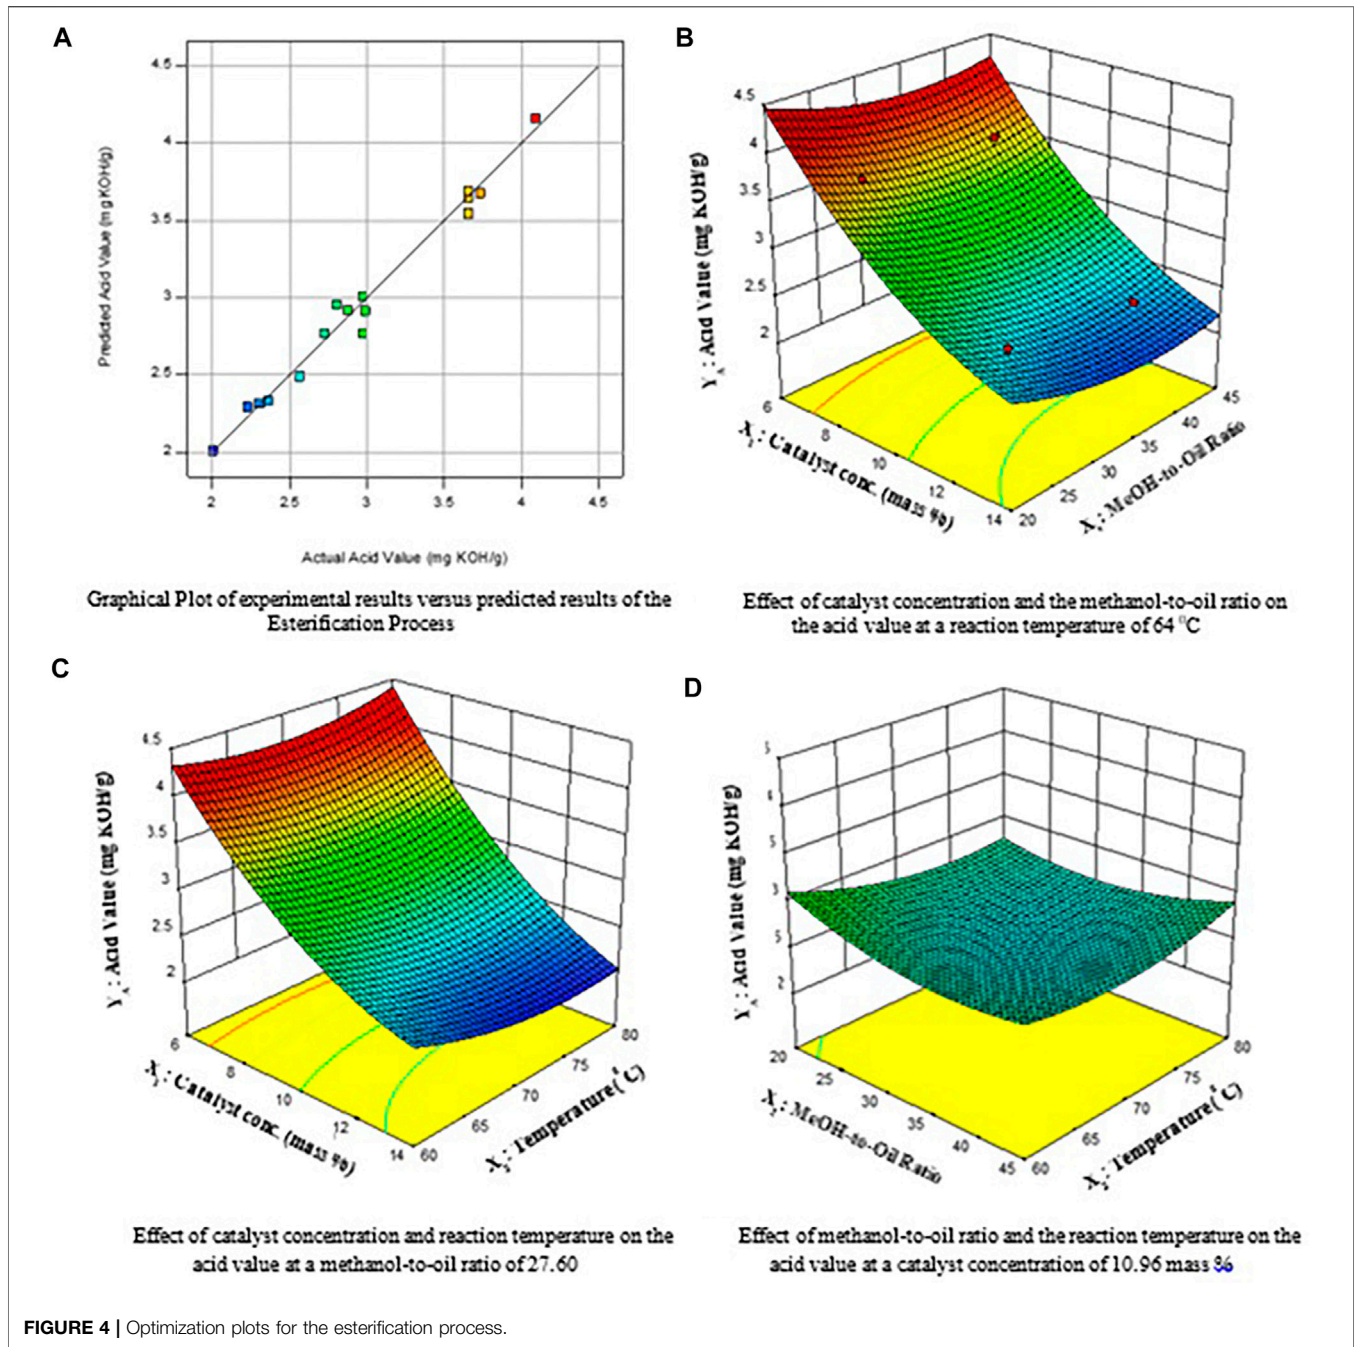 A
4.5
4
3.5
3
2.5
2
2
2.5
3
3.5
4
4.5
Predicted Acid Value (mg KOH/g)
Actual Acid Value (mg KOH/g)
Graphical Plot of experimental results versus predicted results of the
Esterification Process
B
4.5
4
3.5
3
2.5
2
Y_A : Acid Value (mg KOH/g)
6
8
10
12
14
: Catalyst conc. (mass %)
20
25
30
35
40
45
: MeOH-to-Oil Ratio
Effect of catalyst concentration and the methanol-to-oil ratio on
the acid value at a reaction temperature of 64 °C
C
4.5
4
3.5
3
2.5
2
Y_A : Acid Value (mg KOH/g)
6
8
10
12
14
: Catalyst conc. (mass %)
60
65
70
75
80
: Temperature (°C)
Effect of catalyst concentration and reaction temperature on the
acid value at a methanol-to-oil ratio of 27.60
D
3
5
2
Y_A : Acid Value (mg KOH/g)
20
25
30
35
40
45
: MeOH-to-Oil Ratio
60
65
70
75
80
: Temperature (°C)
Effect of methanol-to-oil ratio and the reaction temperature on the
acid value at a catalyst concentration of 10.96 mass
FIGURE 4 | Optimization plots for the esterification process.